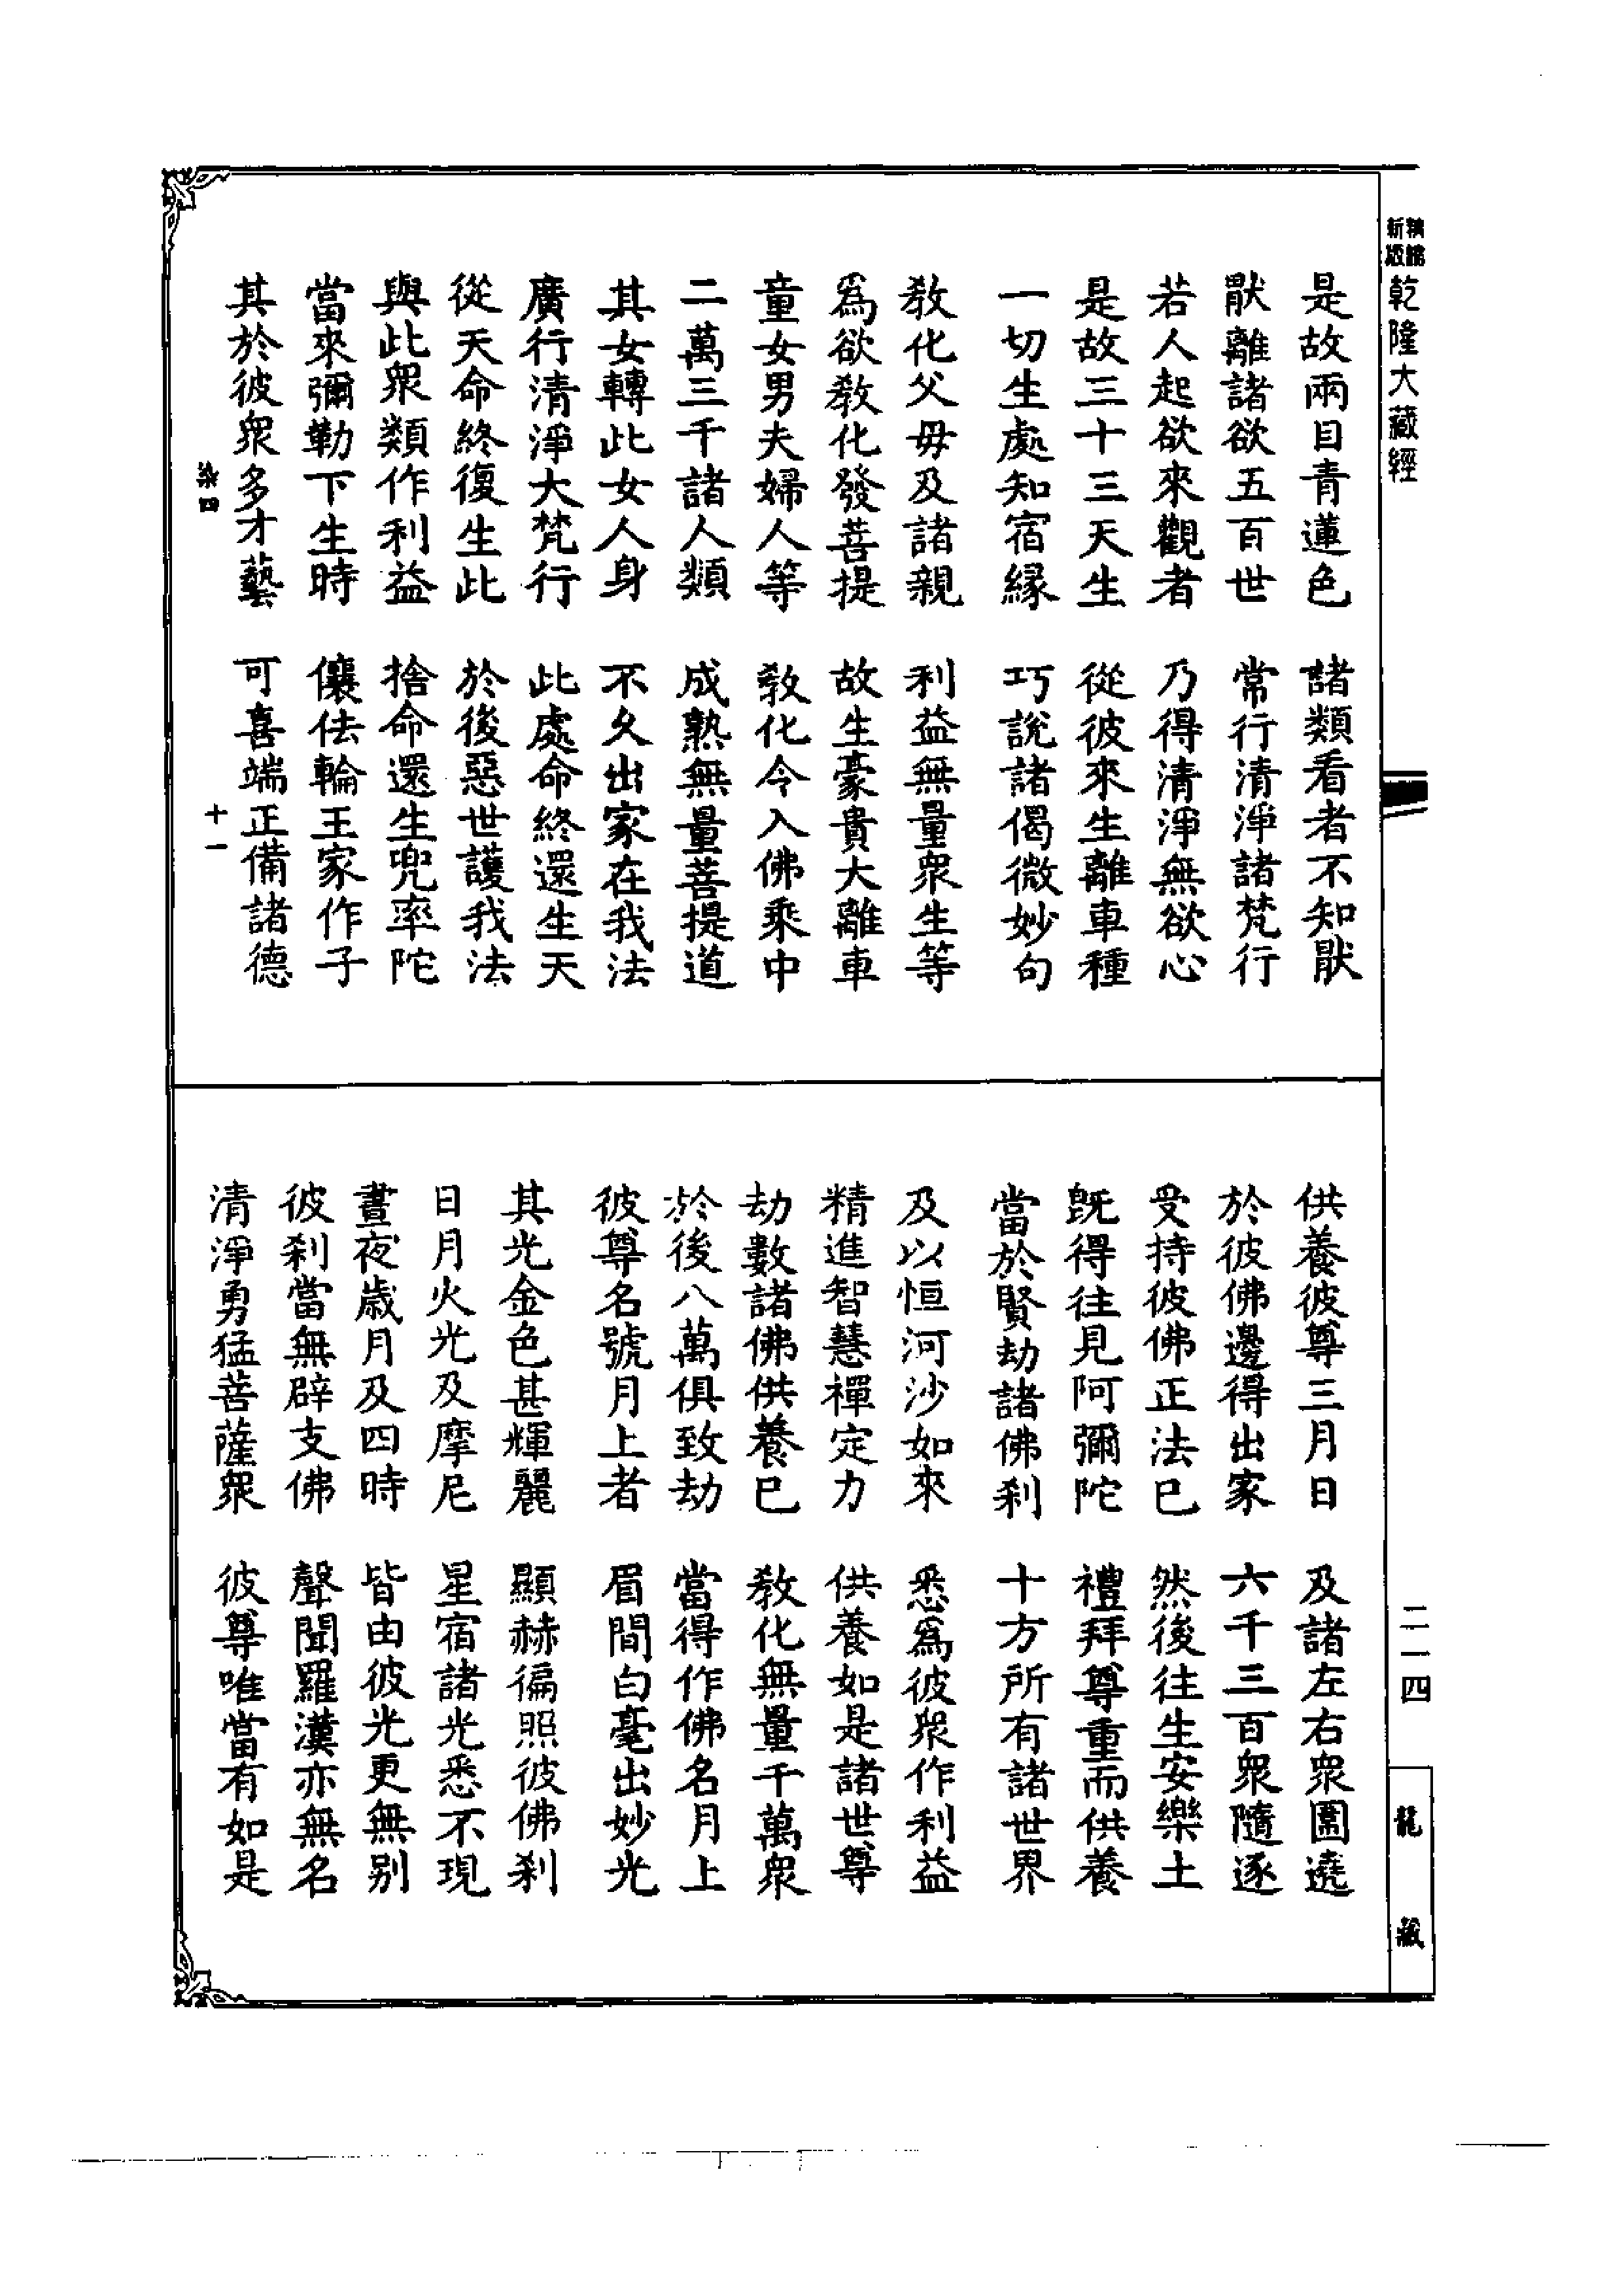 新版
精縮
乾隆大藏經
二一四
龍藏
是故兩目青蓮色　諸類看者不知猒
猒離諸欲五百世　常行清淨諸梵行
若人起欲來觀者　乃得清淨無欲心
是故三十三天生　從彼來生離車種
一切生處知宿緣　巧說諸偈微妙句
教化父母及諸親　利益無量眾生等
為欲教化發菩提　故生豪貴大離車
童女男夫婦人等　教化令入佛乘中
二萬三千諸人類　成熟無量菩提道
其女轉此女人身　不久出家在我法
廣行清淨大梵行　此處命終還生天
從天命終復生此　於後惡世護我法
與此眾類作利益　捨命還生兜率陀
當來彌勒下生時　儴佉輪王家作子
其於彼眾多才藝　可喜端正備諸德
染四　十一
供養彼尊三月日　及諸左右眾圍遶
於彼佛邊得出家　六千三百眾隨逐
受持彼佛正法已　然後往生安樂土
既得往見阿彌陀　禮拜尊重而供養
當於賢劫諸佛剎　十方所有諸世界
及以恒河沙如來　悉為彼眾作利益
精進智慧禪定力　供養如是諸世尊
劫數諸佛供養已　教化無量千萬眾
於後八萬俱致劫　當得作佛名月上
彼尊名號月上者　眉間白毫出妙光
其光金色甚輝麗　顯赫徧照彼佛剎
日月火光及摩尼　星宿諸光悉不現
晝夜歲月及四時　皆由彼光更無別
彼剎當無辟支佛　聲聞羅漢亦無名
清淨勇猛菩薩眾　彼尊唯當有如是